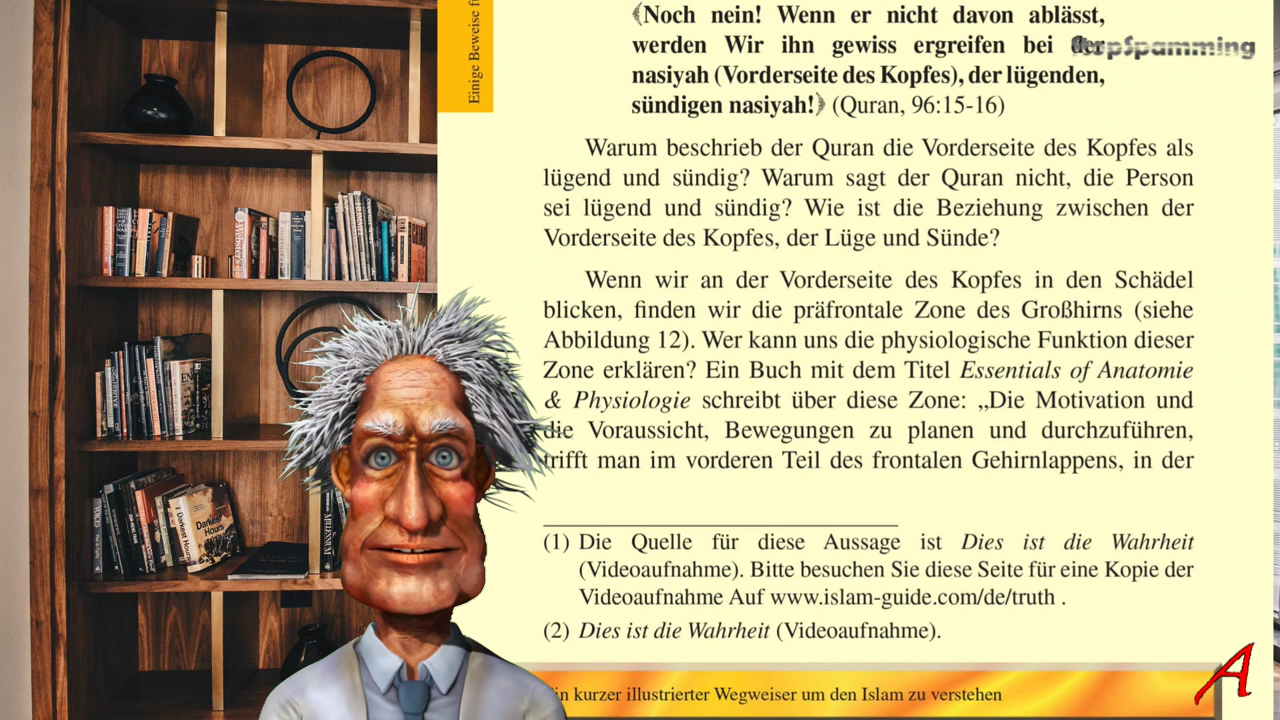 Einige Beweise f
《Noch nein! Wenn er nicht davon ablässt,
werden Wir ihn gewiss ergreifen bei der
StopSpamming
nasiyah (Vorderseite des Kopfes), der lügenden,
sündigen nasiyah!》 (Quran, 96:15-16)
Warum beschrieb der Quran die Vorderseite des Kopfes als
lügend und sündig? Warum sagt der Quran nicht, die Person
sei lügend und sündig? Wie ist die Beziehung zwischen der
Vorderseite des Kopfes, der Lüge und Sünde?
Wenn wir an der Vorderseite des Kopfes in den Schädel
blicken, finden wir die präfrontale Zone des Großhirns (siehe
Abbildung 12). Wer kann uns die physiologische Funktion dieser
Zone erklären? Ein Buch mit dem Titel Essentials of Anatomie
& Physiologie schreibt über diese Zone: „Die Motivation und
die Voraussicht, Bewegungen zu planen und durchzuführen,
trifft man im vorderen Teil des frontalen Gehirnlappens, in der
(1) Die Quelle für diese Aussage ist Dies ist die Wahrheit
(Videoaufnahme). Bitte besuchen Sie diese Seite für eine Kopie der
Videoaufnahme Auf www.islam-guide.com/de/truth .
(2) Dies ist die Wahrheit (Videoaufnahme).
in kurzer illustrierter Wegweiser um den Islam zu verstehen
A
Darkest
Hours